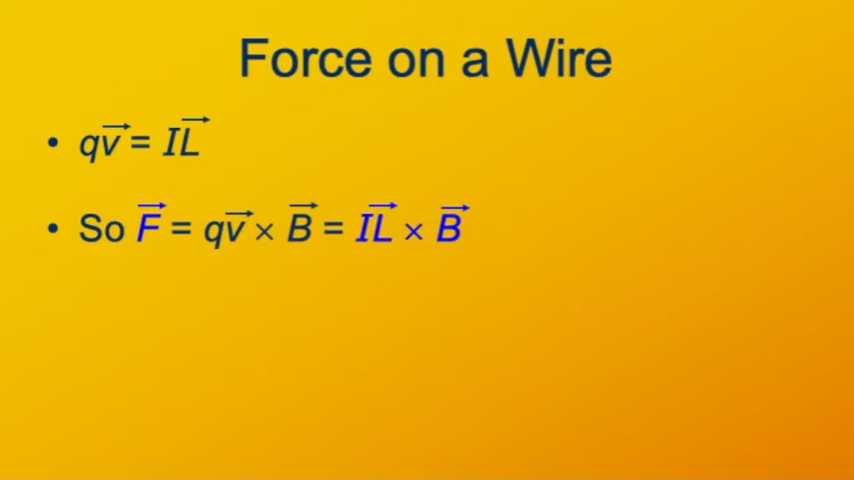 Force on a Wire
• qv⃗ = IL⃗
• So F⃗ = qv⃗ × B⃗ = IL⃗ × B⃗